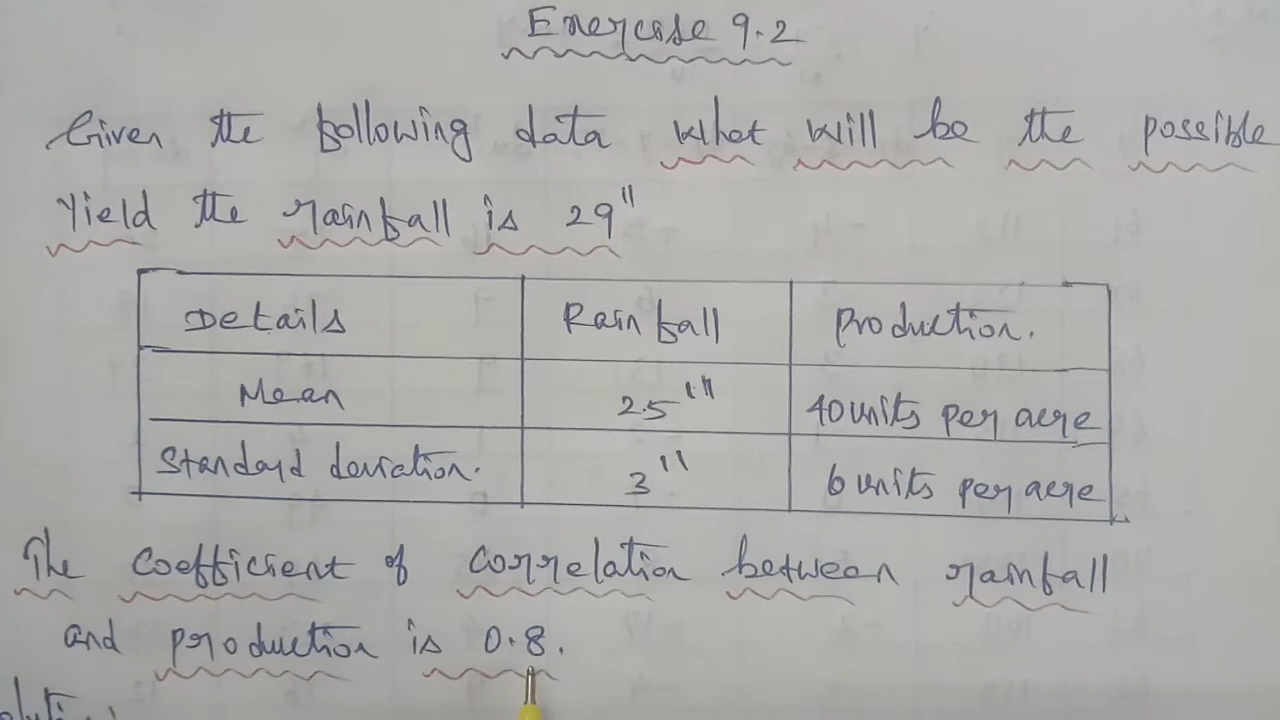 Exercise 9.2
Given the following data what will be the possible
yield the rainfall is 29"
Details Rainfall Production.
Mean 2.5" 40 units per acre
Standard deviation. 3" 6 units per acre
The coefficient of correlation between rainfall
and production is 0.8.